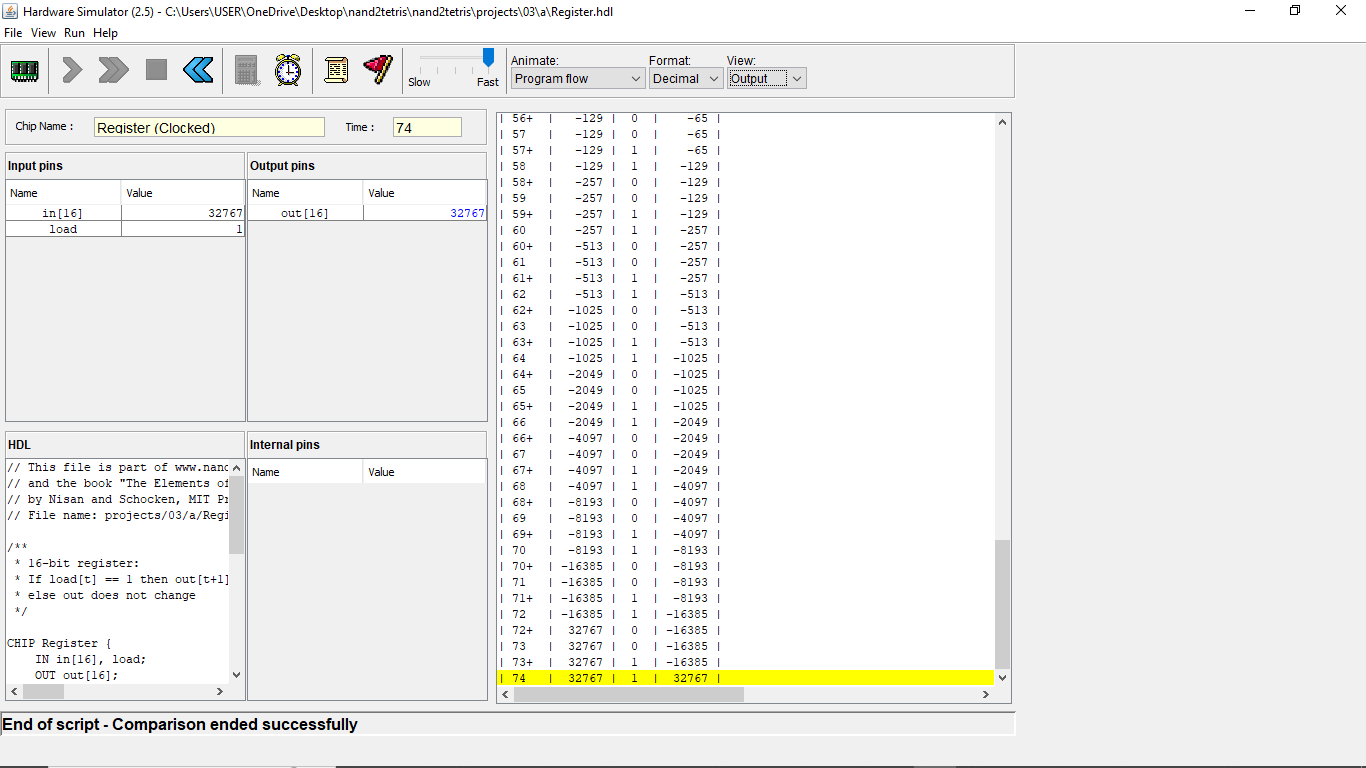 Hardware Simulator (2.5) - C:\Users\USER\OneDrive\Desktop\nand2tetris\nand2tetris\projects\03\a\Register.hdl
File View Run Help
Animate: Format: View:
Slow Fast Program flow Decimal Output
Chip Name : Register (Clocked) Time : 74
Input pins
Name Value
in[16] 32767
load 1
Output pins
Name Value
out[16] 32767
HDL
// This file is part of www.nand
// and the book "The Elements of
// by Nisan and Schocken, MIT Pr
// File name: projects/03/a/Regi
/**
* 16-bit register:
* If load[t] == 1 then out[t+1]
* else out does not change
*/
CHIP Register {
IN in[16], load;
OUT out[16];
Internal pins
Name Value
| 56+ | -129 | 0 | -65 |
| 57 | -129 | 0 | -65 |
| 57+ | -129 | 1 | -65 |
| 58 | -129 | 1 | -129 |
| 58+ | -257 | 0 | -129 |
| 59 | -257 | 0 | -129 |
| 59+ | -257 | 1 | -129 |
| 60 | -257 | 1 | -257 |
| 60+ | -513 | 0 | -257 |
| 61 | -513 | 0 | -257 |
| 61+ | -513 | 1 | -257 |
| 62 | -513 | 1 | -513 |
| 62+ | -1025 | 0 | -513 |
| 63 | -1025 | 0 | -513 |
| 63+ | -1025 | 1 | -513 |
| 64 | -1025 | 1 | -1025 |
| 64+ | -2049 | 0 | -1025 |
| 65 | -2049 | 0 | -1025 |
| 65+ | -2049 | 1 | -1025 |
| 66 | -2049 | 1 | -2049 |
| 66+ | -4097 | 0 | -2049 |
| 67 | -4097 | 0 | -2049 |
| 67+ | -4097 | 1 | -2049 |
| 68 | -4097 | 1 | -4097 |
| 68+ | -8193 | 0 | -4097 |
| 69 | -8193 | 0 | -4097 |
| 69+ | -8193 | 1 | -4097 |
| 70 | -8193 | 1 | -8193 |
| 70+ | -16385 | 0 | -8193 |
| 71 | -16385 | 0 | -8193 |
| 71+ | -16385 | 1 | -8193 |
| 72 | -16385 | 1 | -16385 |
| 72+ | 32767 | 0 | -16385 |
| 73 | 32767 | 0 | -16385 |
| 73+ | 32767 | 1 | -16385 |
| 74 | 32767 | 1 | 32767 |
End of script - Comparison ended successfully